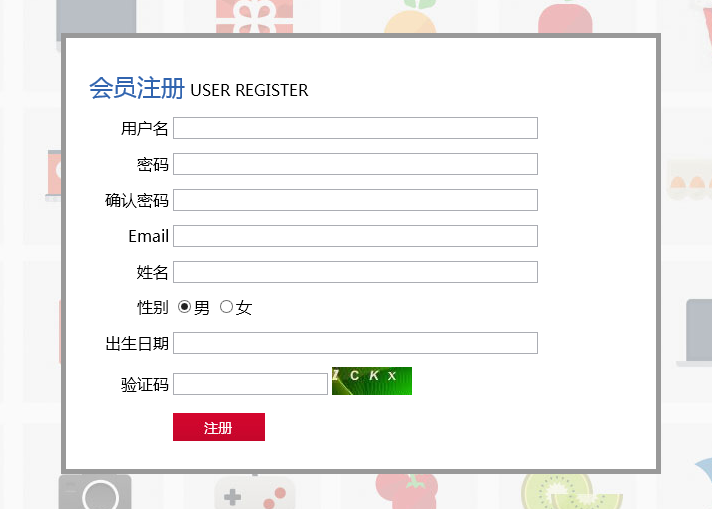 会员注册 USER REGISTER
用户名
密码
确认密码
Email
姓名
性别 男 女
出生日期
验证码 ZCKX
注册